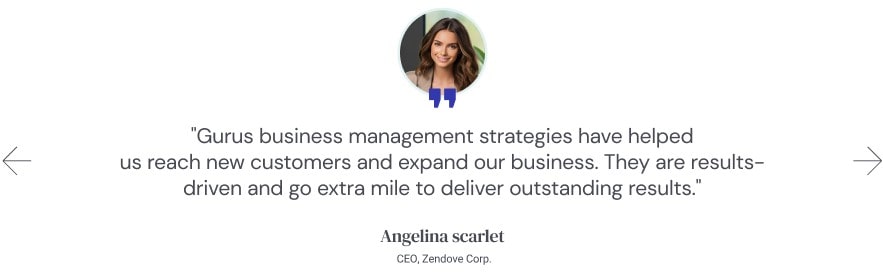 "Gurus business management strategies have helped
us reach new customers and expand our business. They are results-
driven and go extra mile to deliver outstanding results."
Angelina scarlet
CEO, Zendove Corp.